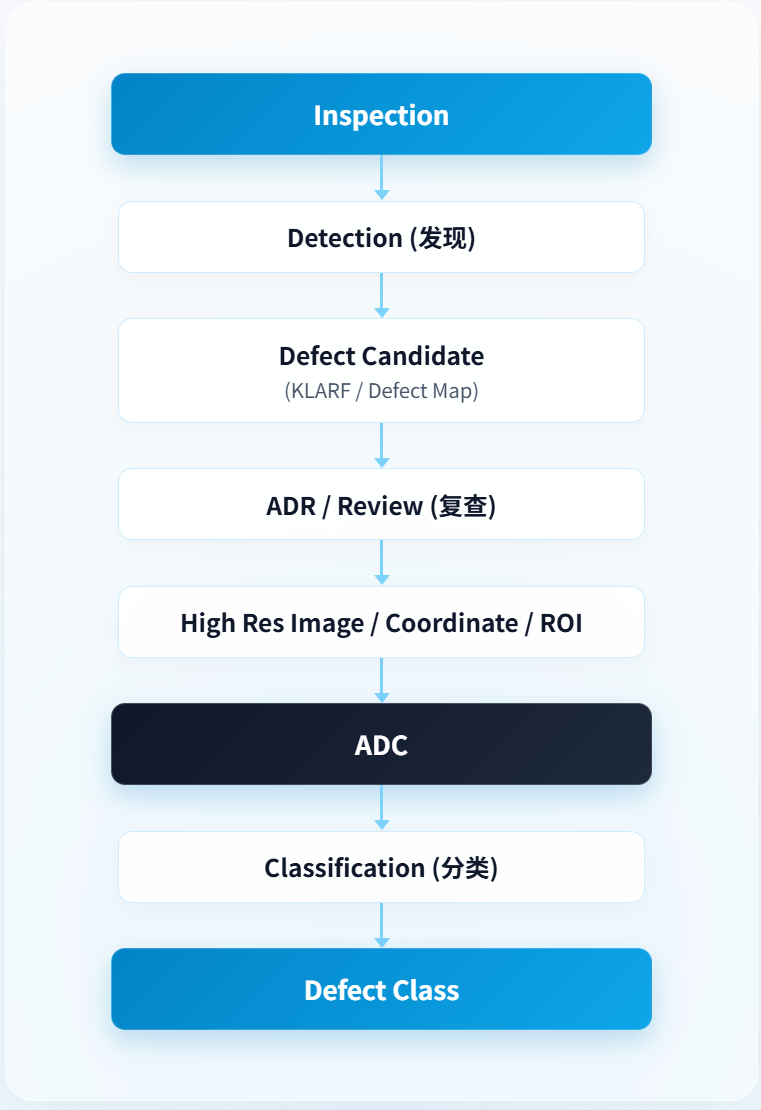 Inspection
Detection (发现)
Defect Candidate
(KLARF / Defect Map)
ADR / Review (复查)
High Res Image / Coordinate / ROI
ADC
Classification (分类)
Defect Class